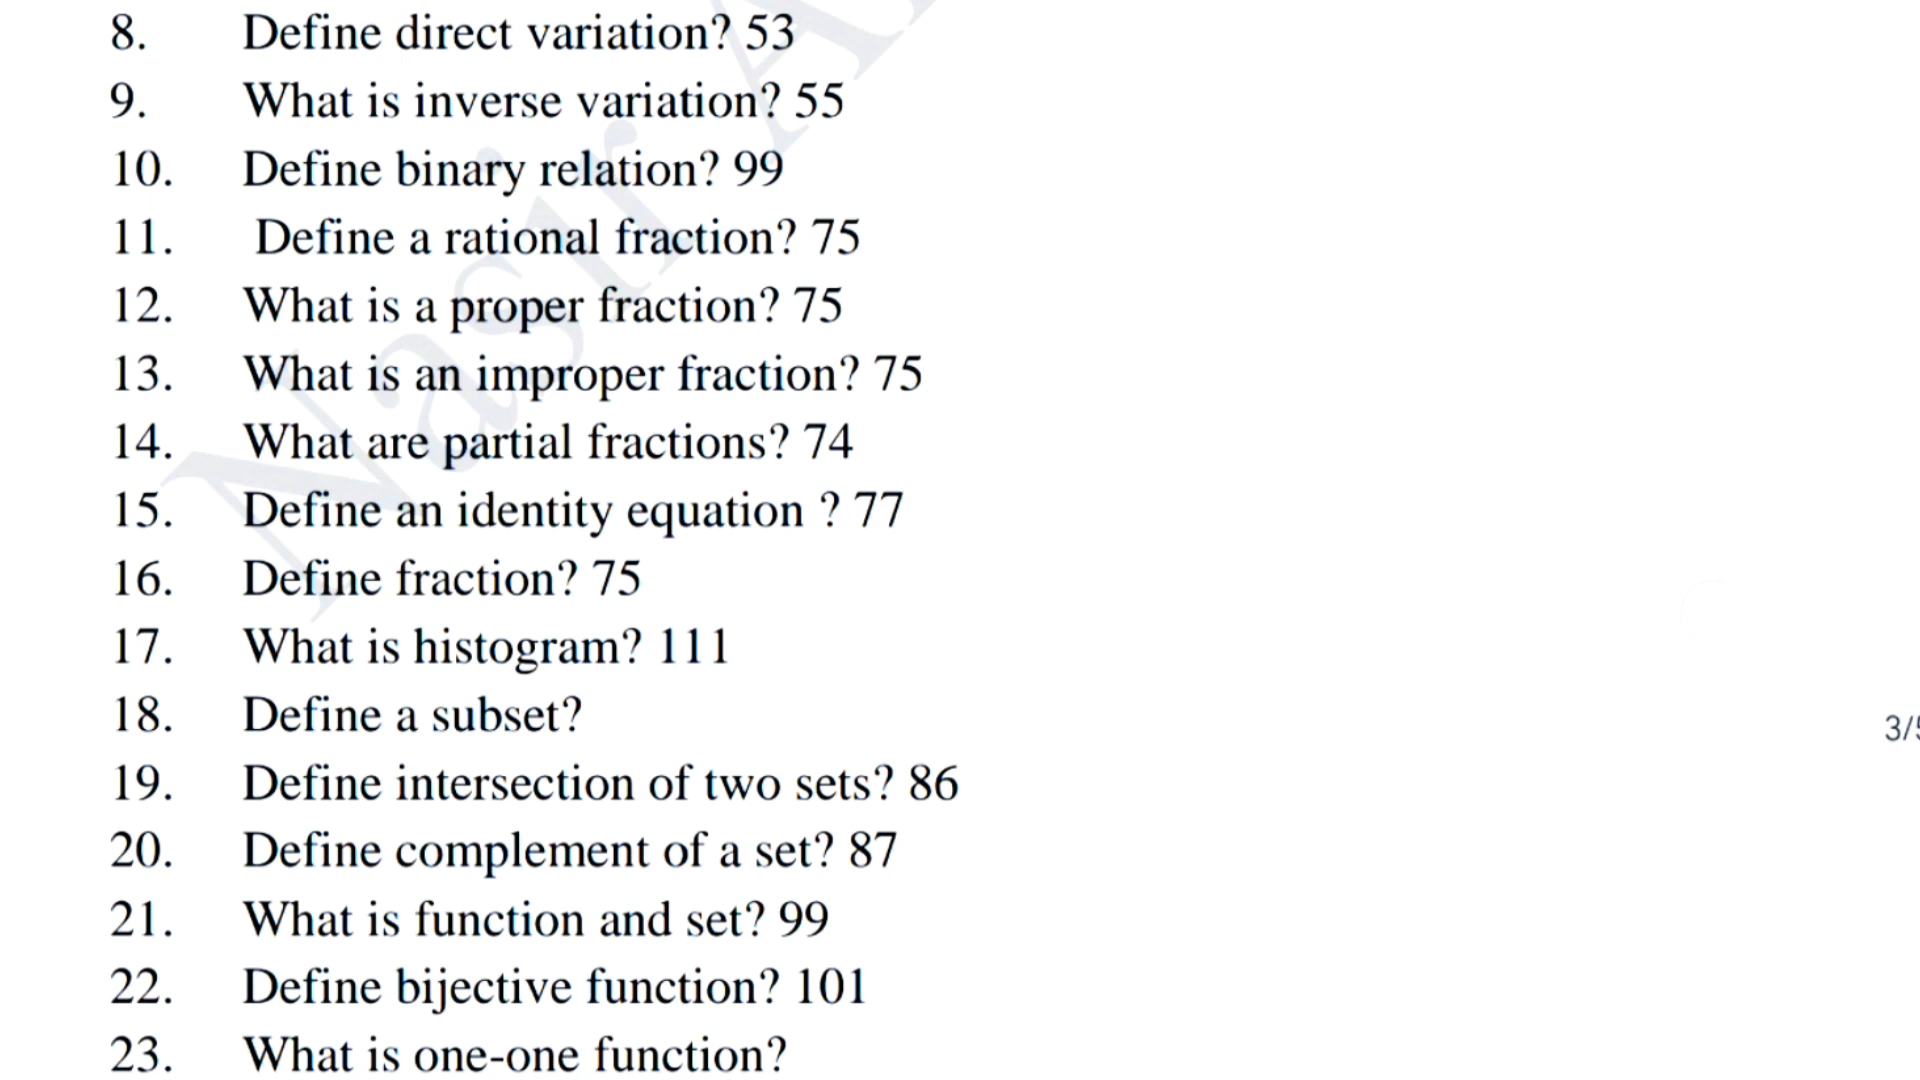 8. Define direct variation? 53
9. What is inverse variation? 55
10. Define binary relation? 99
11. Define a rational fraction? 75
12. What is a proper fraction? 75
13. What is an improper fraction? 75
14. What are partial fractions? 74
15. Define an identity equation ? 77
16. Define fraction? 75
17. What is histogram? 111
18. Define a subset?
3/5
19. Define intersection of two sets? 86
20. Define complement of a set? 87
21. What is function and set? 99
22. Define bijective function? 101
23. What is one-one function?
Nasir